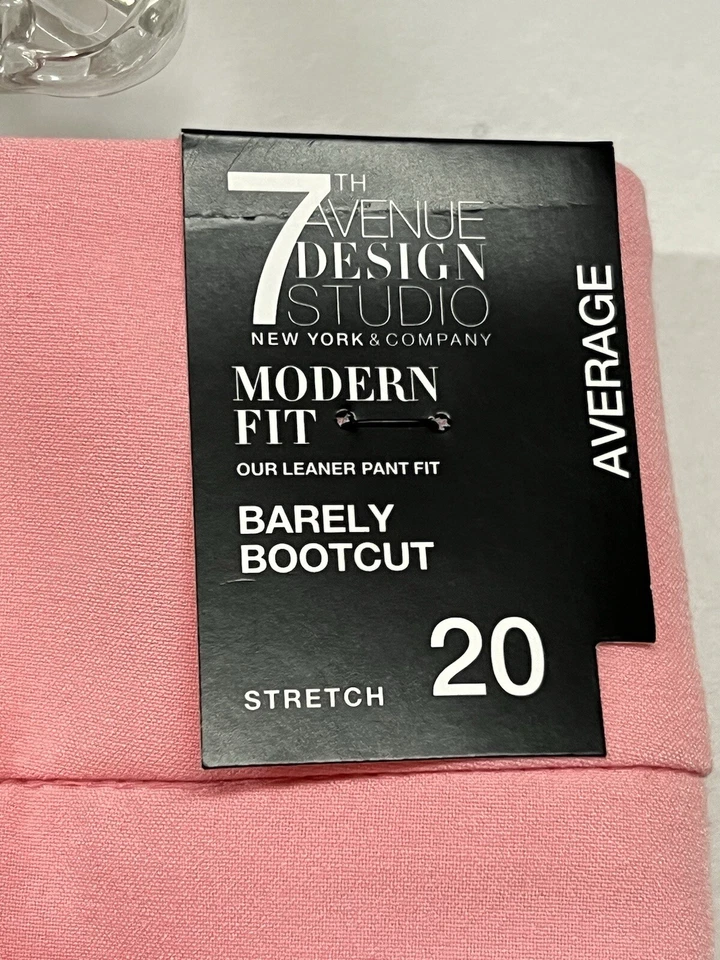 7TH
AVENUE
DESIGN
STUDIO
NEW YORK & COMPANY
MODERN
FIT
OUR LEANER PANT FIT
BARELY
BOOTCUT
STRETCH
20
AVERAGE